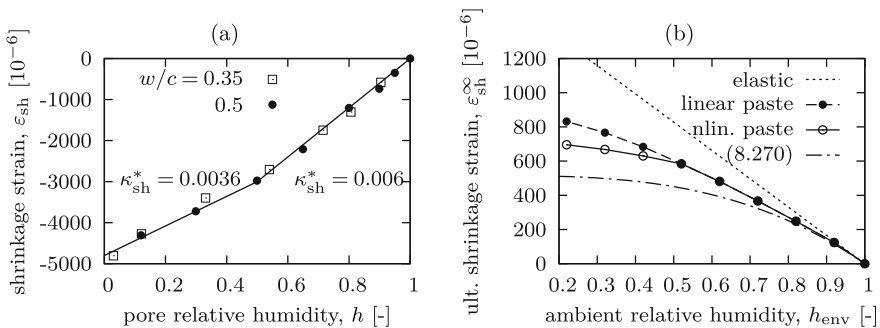 (a)
shrinkage strain, εsh [10−6]
0
-1000
-2000
-3000
-4000
-5000
w/c = 0.35
0.5
κ*sh = 0.0036
κ*sh = 0.006
0 0.2 0.4 0.6 0.8 1
pore relative humidity, h [-]
(b)
ult. shrinkage strain, ε∞sh [10−6]
1200
1000
800
600
400
200
0
elastic
linear paste
nlin. paste
(8.270)
0.2 0.3 0.4 0.5 0.6 0.7 0.8 0.9 1
ambient relative humidity, henv [-]